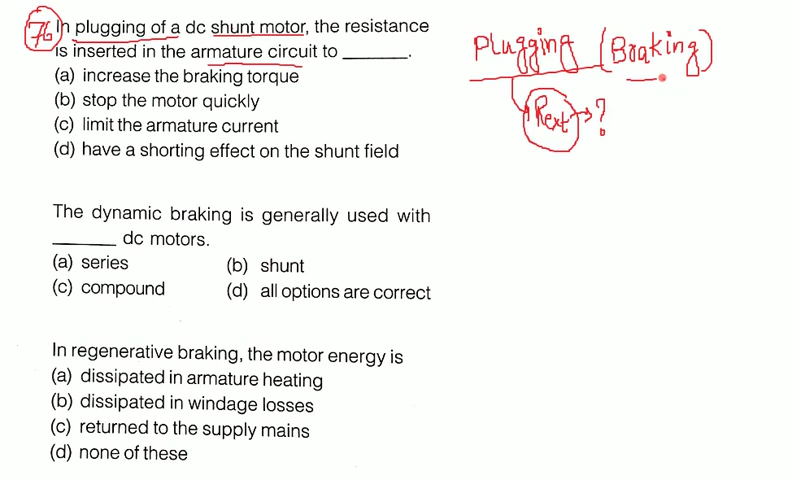 76
In plugging of a dc shunt motor, the resistance
is inserted in the armature circuit to ______.
(a) increase the braking torque
(b) stop the motor quickly
(c) limit the armature current
(d) have a shorting effect on the shunt field
The dynamic braking is generally used with
______ dc motors.
(a) series (b) shunt
(c) compound (d) all options are correct
In regenerative braking, the motor energy is
(a) dissipated in armature heating
(b) dissipated in windage losses
(c) returned to the supply mains
(d) none of these
Plugging (Braking)
Rext → ?